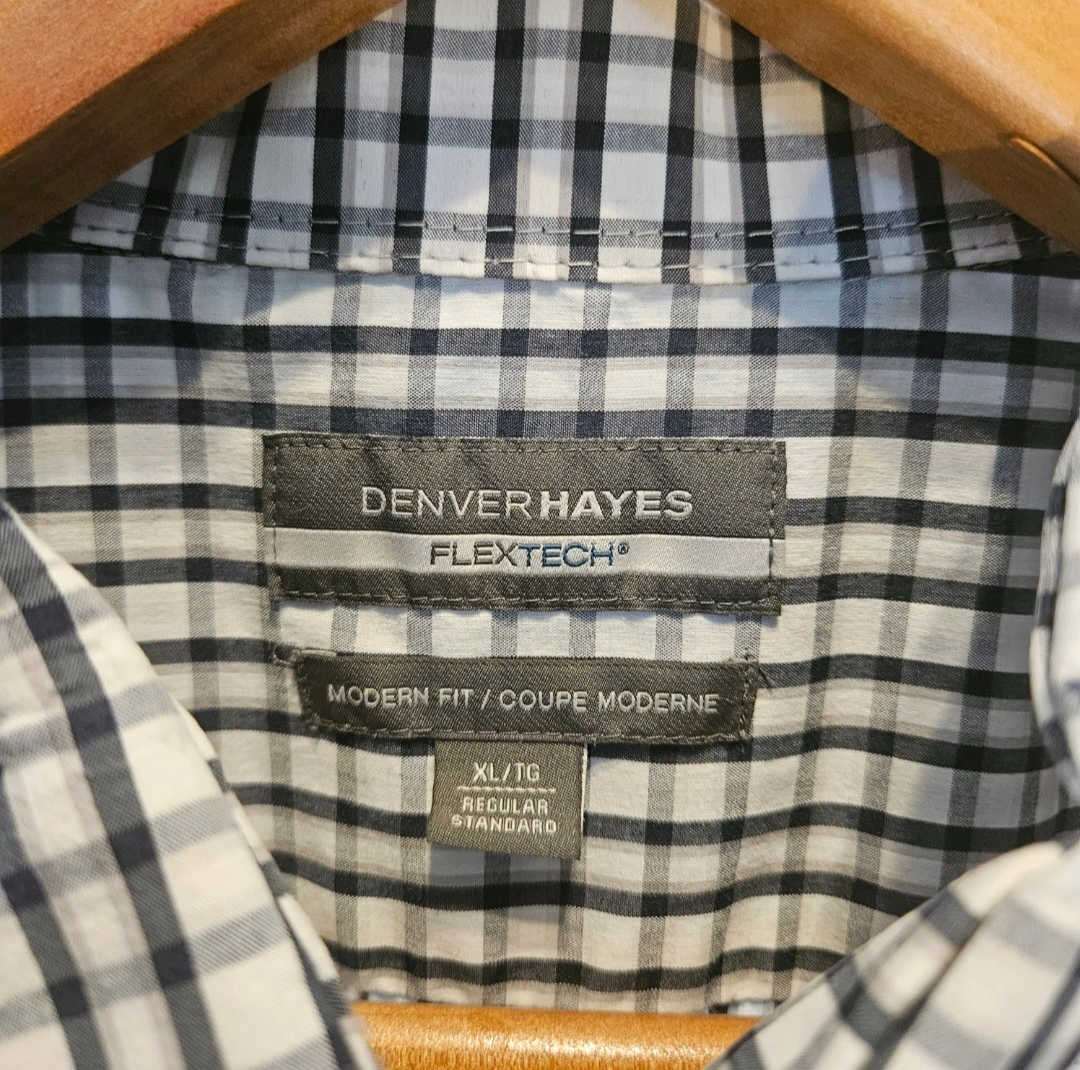 DENVERHAYES
FLEXTECH®
MODERN FIT / COUPE MODERNE
XL/TG
REGULAR
STANDARD